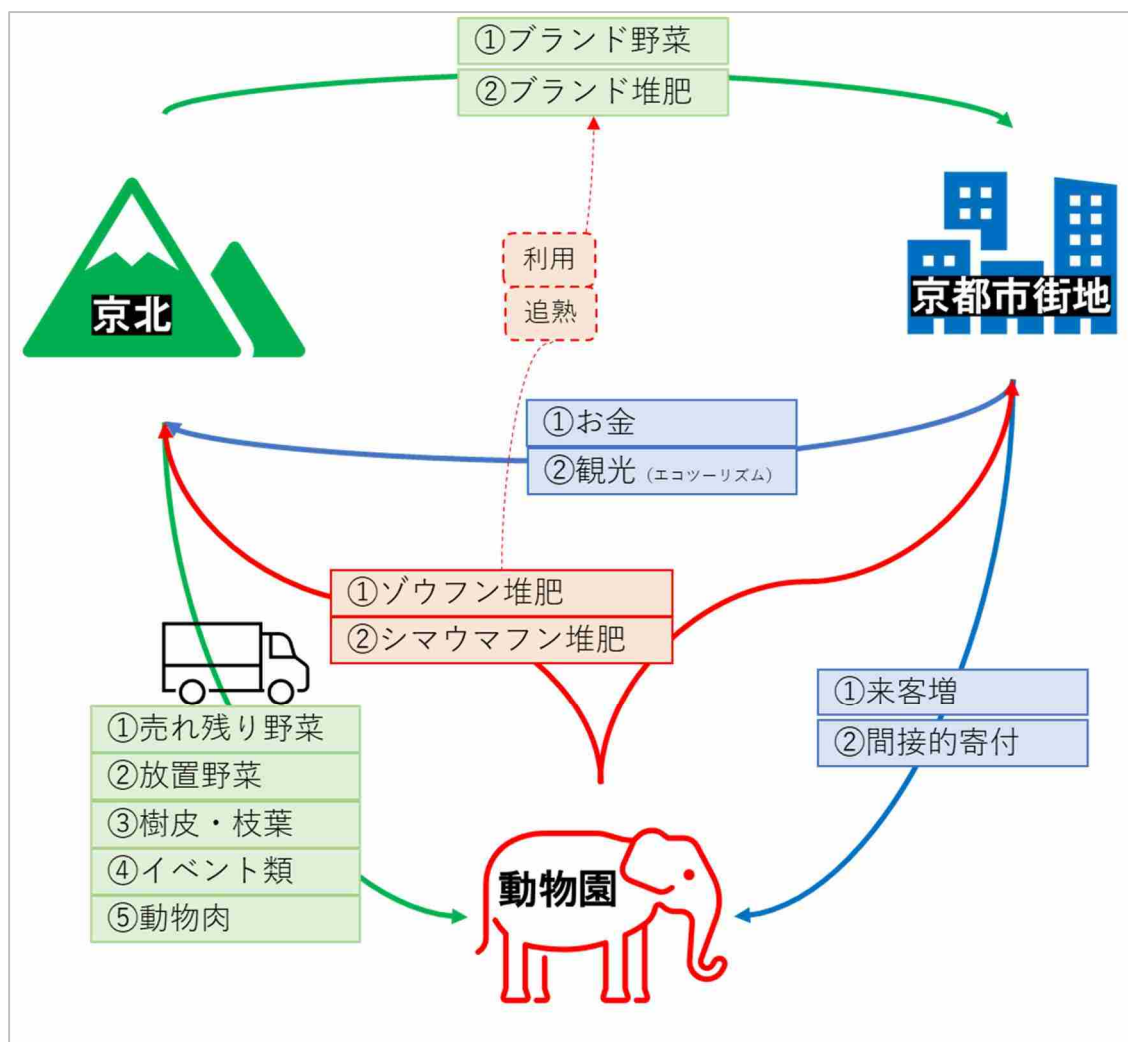 ①ブランド野菜
②ブランド堆肥
利用
追熟
京北
京都市街地
①お金
②観光（エコツーリズム）
①ゾウフン堆肥
②シマウマフン堆肥
①売れ残り野菜
②放置野菜
③樹皮・枝葉
④イベント類
⑤動物肉
①来客増
②間接的寄付
動物園